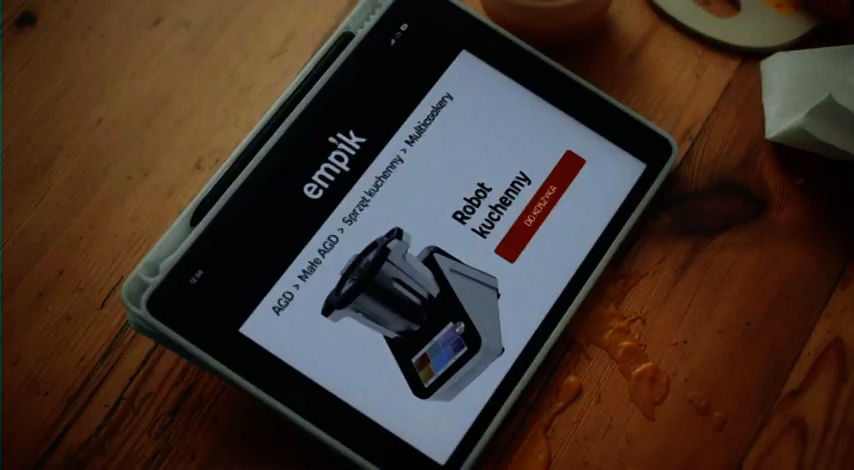 empik
AGD > Małe AGD > Sprzęt kuchenny > Multicookery
Robot
kuchenny
DO KOSZYKA